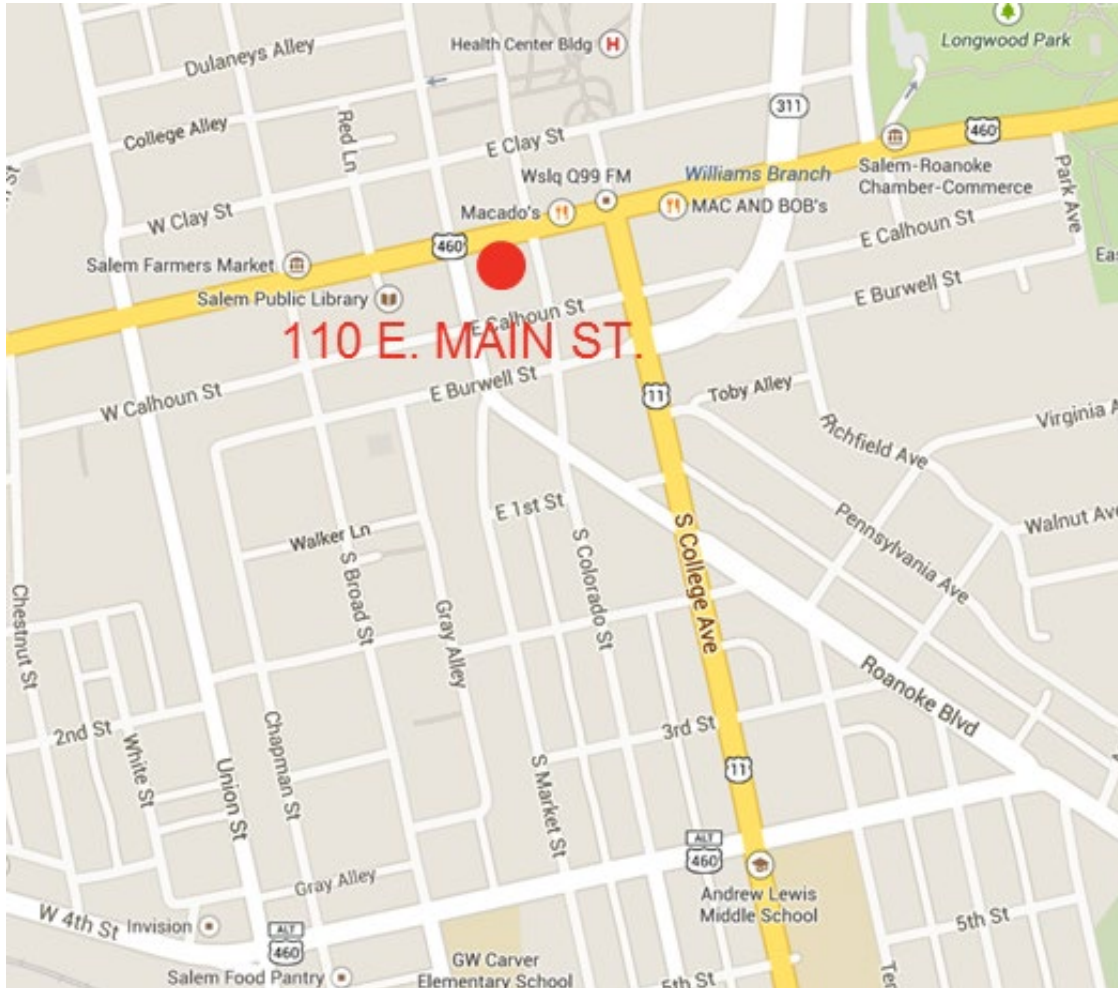 Longwood Park
Dulaneys Alley
Health Center Bldg
H
311
460
College Alley
Red Ln
E Clay St
Salem-Roanoke
Chamber-Commerce
Wslq Q99 FM
Williams Branch
Park Ave
W Clay St
Macado's
MAC AND BOB's
460
E Calhoun St
Salem Farmers Market
Salem Public Library
E Burwell St
E Calhoun St
110 E. MAIN ST.
E Burwell St
W Calhoun St
11
Toby Alley
Virginia A
Richfield Ave
E 1st St
Walker Ln
S Broad St
S Colorado St
S College Ave
Pennsylvania Ave
Walnut Ave
Chestnut St
Gray Alley
Roanoke Blvd
2nd St
White St
Union St
Chapman St
S Market St
3rd St
11
ALT
460
Gray Alley
Andrew Lewis
Middle School
W 4th St
Invision
ALT
460
Salem Food Pantry
GW Carver
Elementary School
5th St
5th St